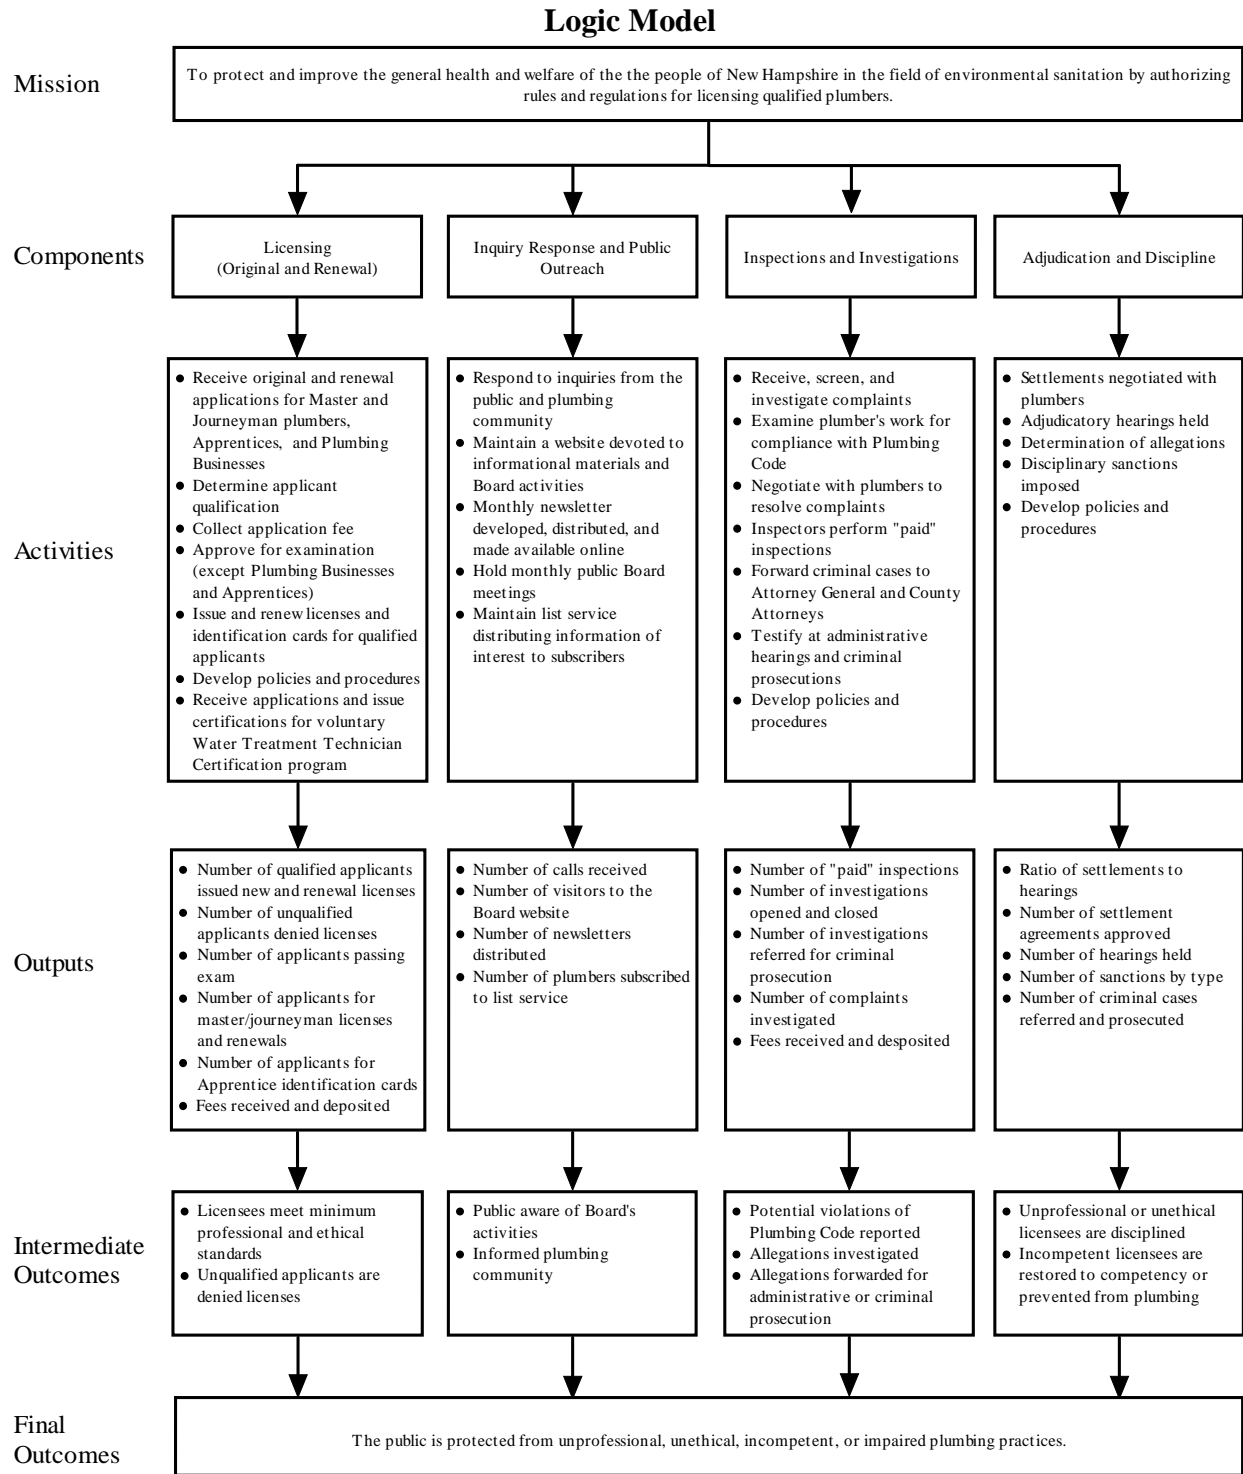 Logic Model
Mission
To protect and improve the general health and welfare of the the people of New Hampshire in the field of environmental sanitation by authorizing
rules and regulations for licensing qualified plumbers.
Components
Licensing
(Original and Renewal)
Inquiry Response and Public
Outreach
Inspections and Investigations
Adjudication and Discipline
Activities
● Receive original and renewal
applications for Master and
Journeyman plumbers,
Apprentices, and Plumbing
Businesses
● Determine applicant
qualification
● Collect application fee
● Approve for examination
(except Plumbing Businesses
and Apprentices)
● Issue and renew licenses and
identification cards for qualified
applicants
● Develop policies and procedures
● Receive applications and issue
certifications for voluntary
Water Treatment Technician
Certification program
● Respond to inquiries from the
public and plumbing
community
● Maintain a website devoted to
informational materials and
Board activities
● Monthly newsletter
developed, distributed, and
made available online
● Hold monthly public Board
meetings
● Maintain list service
distributing information of
interest to subscribers
● Receive, screen, and
investigate complaints
● Examine plumber's work for
compliance with Plumbing
Code
● Negotiate with plumbers to
resolve complaints
● Inspectors perform "paid"
inspections
● Forward criminal cases to
Attorney General and County
Attorneys
● Testify at administrative
hearings and criminal
prosecutions
● Develop policies and
procedures
● Settlements negotiated with
plumbers
● Adjudicatory hearings held
● Determination of allegations
● Disciplinary sanctions
imposed
● Develop policies and
procedures
Outputs
● Number of qualified applicants
issued new and renewal licenses
● Number of unqualified
applicants denied licenses
● Number of applicants passing
exam
● Number of applicants for
master/journeyman licenses
and renewals
● Number of applicants for
Apprentice identification cards
● Fees received and deposited
● Number of calls received
● Number of visitors to the
Board website
● Number of newsletters
distributed
● Number of plumbers subscribed
to list service
● Number of "paid" inspections
● Number of investigations
opened and closed
● Number of investigations
referred for criminal
prosecution
● Number of complaints
investigated
● Fees received and desposited
● Ratio of settlements to
hearings
● Number of settlement
agreements approved
● Number of hearings held
● Number of sanctions by type
● Number of criminal cases
referred and prosecuted
Intermediate
Outcomes
● Licensees meet minimum
professional and ethical
standards
● Unqualified applicants are
denied licenses
● Public aware of Board's
activities
● Informed plumbing
community
● Potential violations of
Plumbing Code reported
● Allegations investigated
● Allegations forwarded for
administrative or criminal
prosecution
● Unprofessional or unethical
licensees are disciplined
● Incompetent licensees are
restored to competency or
prevented from plumbing
Final
Outcomes
The public is protected from unprofessional, unethical, incompetent, or impaired plumbing practices.